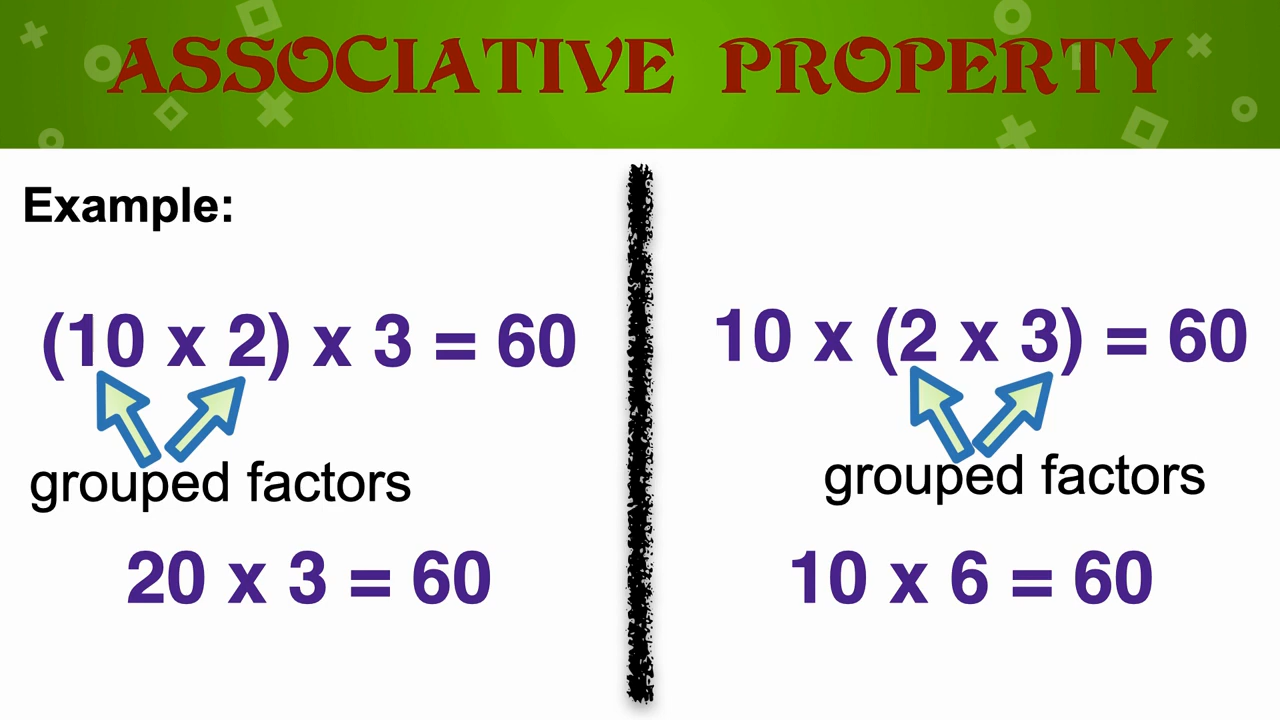 ASSOCIATIVE PROPERTY
Example:
(10 x 2) x 3 = 60
grouped factors
20 x 3 = 60
10 x (2 x 3) = 60
grouped factors
10 x 6 = 60